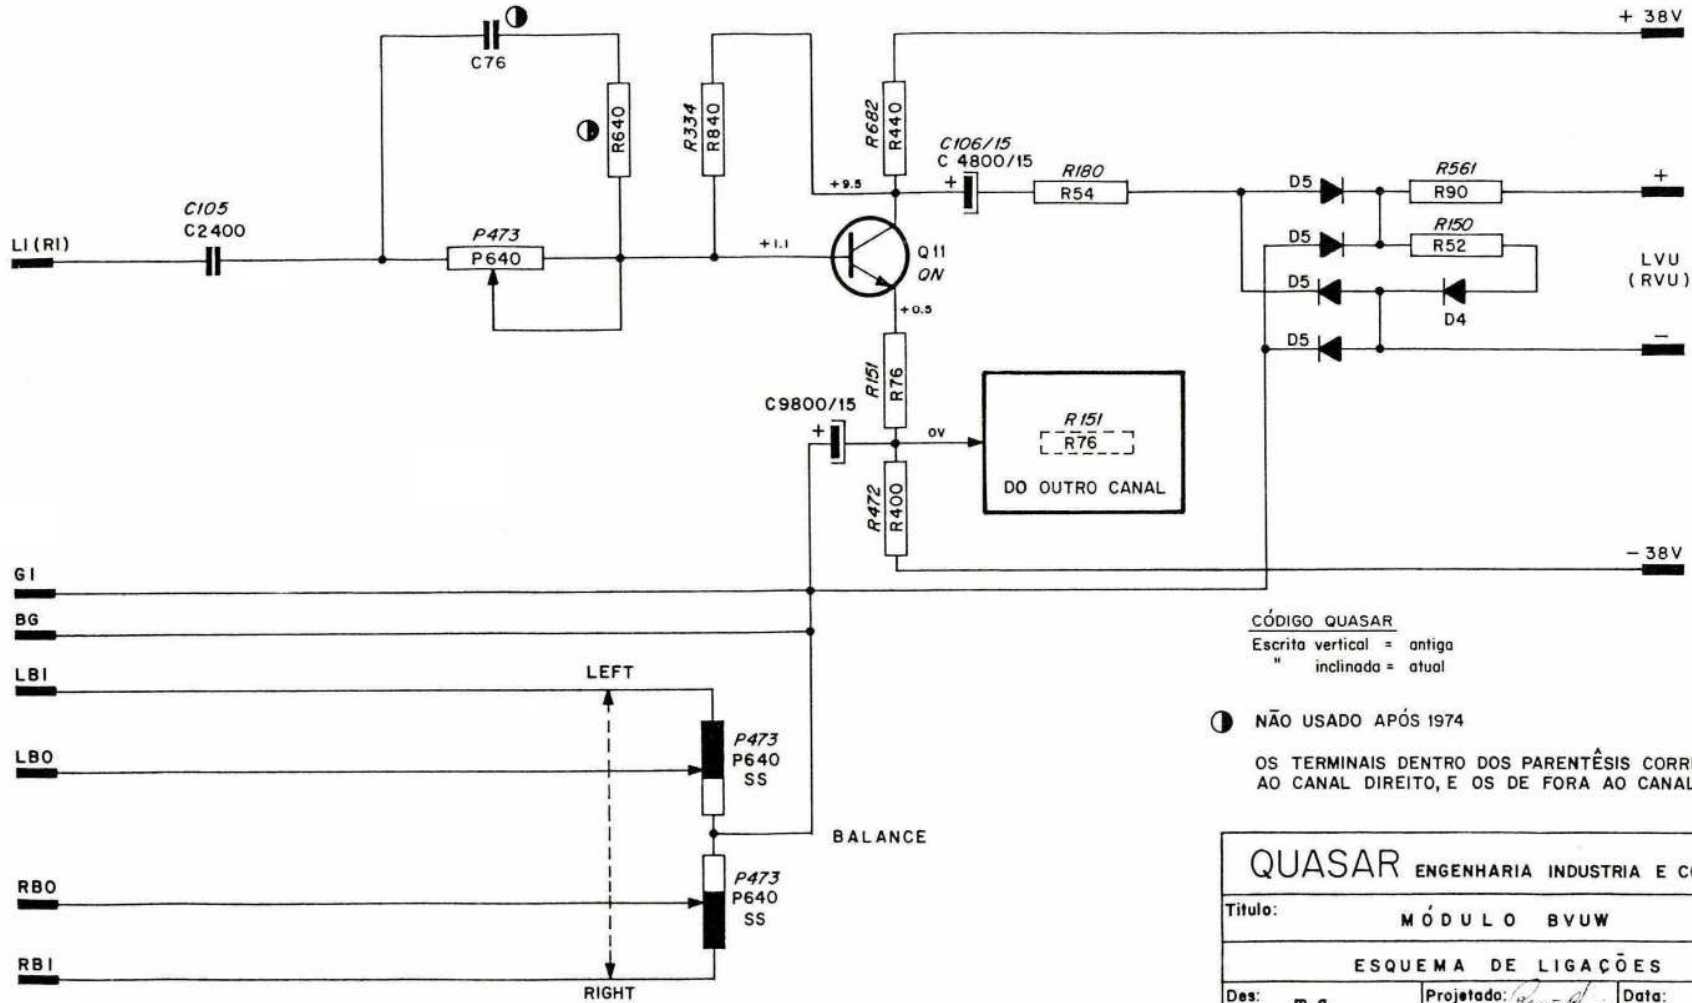 + 38V
C76
R640
R334
R840
R682
R440
C106/15
C 4800/15
+9.5
+
R180
R54
D5
R561
R90
+
C105
C2400
LI (RI)
P473
P640
+1.1
Q11
QN
D5
R150
R52
LVU
(RVU)
D5
D4
+0.5
D5
−
R151
R76
C9800/15
+
0V
R151
R76
DO OUTRO CANAL
R472
R400
− 38V
GI
BG
CÓDIGO QUASAR
Escrita vertical = antiga
" inclinada = atual
LBI
LEFT
NÃO USADO APÓS 1974
P473
P640
SS
LBO
OS TERMINAIS DENTRO DOS PARENTÊSIS
AO CANAL DIREITO, E OS DE FORA AO CANAL
BALANCE
QUASAR ENGENHARIA INDUSTRIA E
P473
P640
SS
RBO
Titulo: MÓDULO BVUW
RBI
ESQUEMA DE LIGAÇÕES
RIGHT
Des: Projetado: Data: